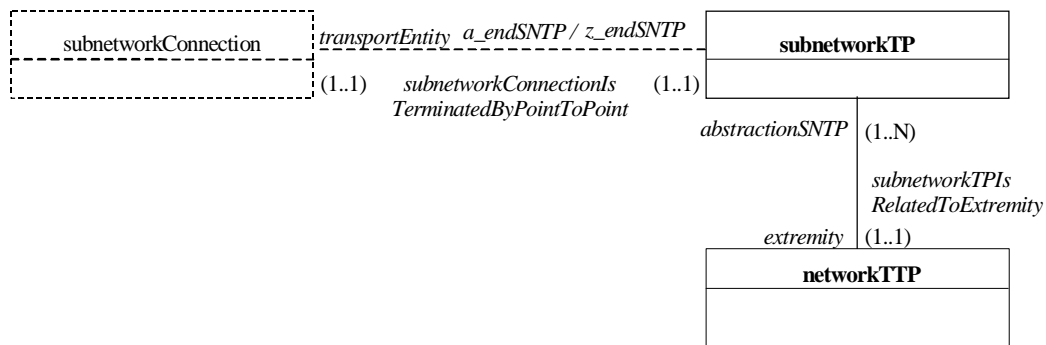 subnetworkConnection
transportEntity a_endSNTP / z_endSNTP
subnetworkTP
(1..1) subnetworkConnectionIs (1..1)
TerminatedByPointToPoint
abstractionSNTP (1..N)
subnetworkTPIs
RelatedToExtremity
extremity (1..1)
networkTTP